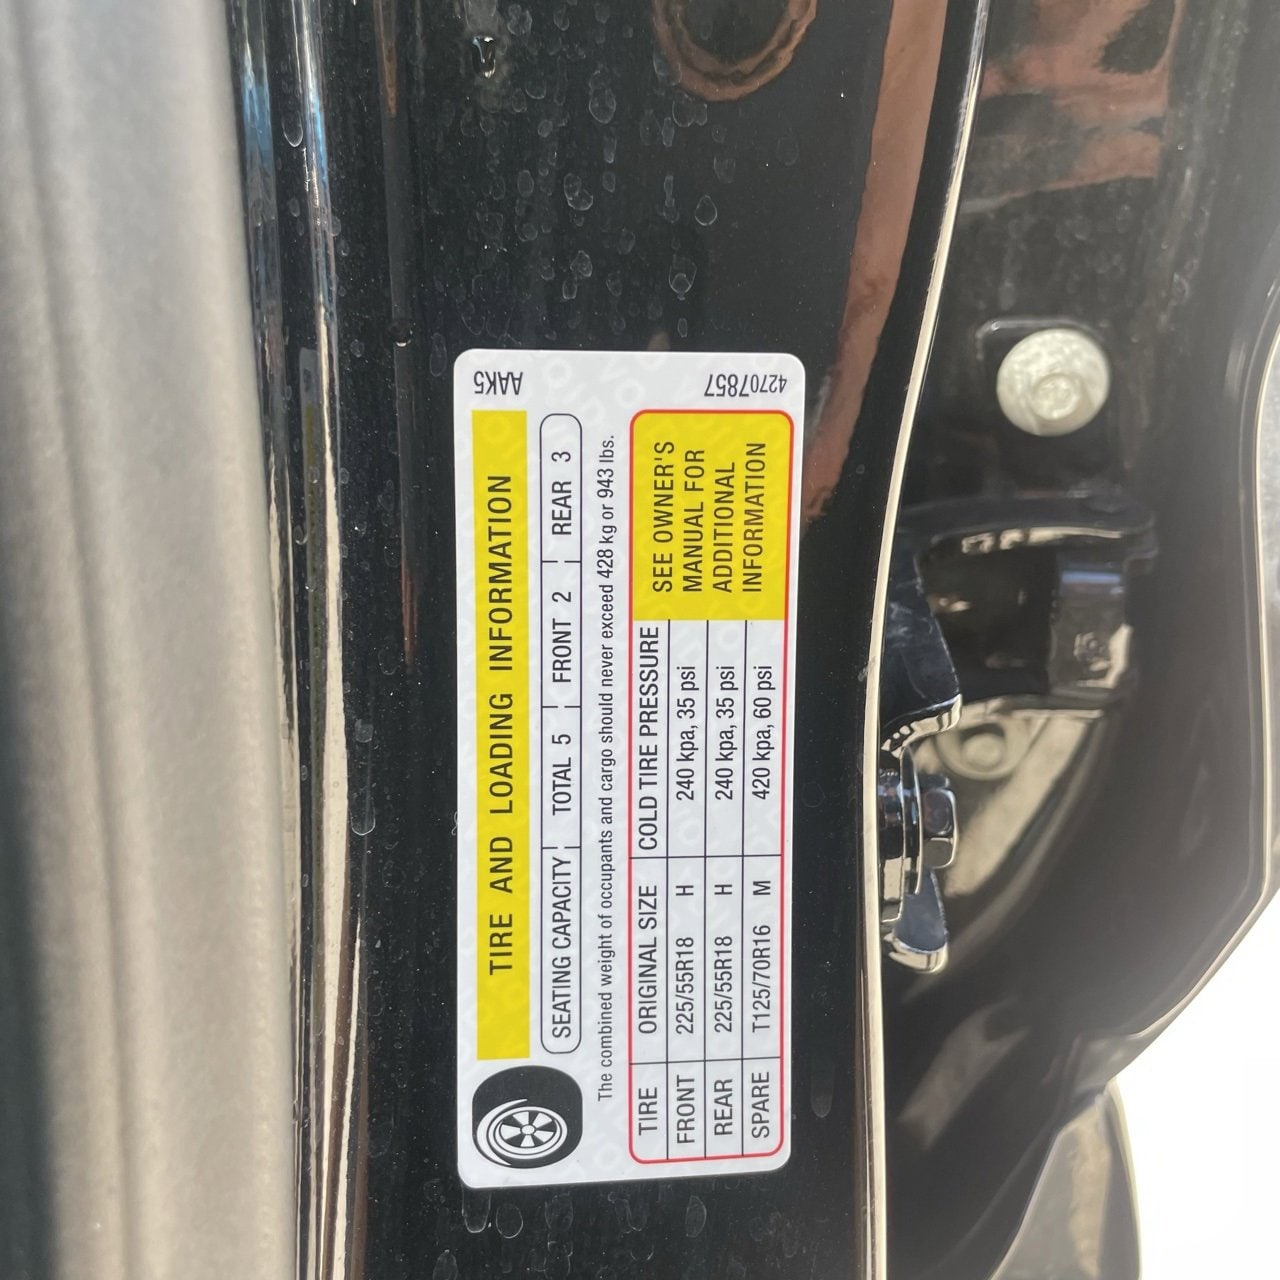 TIRE AND LOADING INFORMATION
SEATING CAPACITY TOTAL 5 FRONT 2 REAR 3
The combined weight of occupants and cargo should never exceed 428 kg or 943 lbs.
TIRE ORIGINAL SIZE COLD TIRE PRESSURE
FRONT 225/55R18 H 240 kpa, 35 psi
REAR 225/55R18 H 240 kpa, 35 psi
SPARE T125/70R16 M 420 kpa, 60 psi
SEE OWNER'S
MANUAL FOR
ADDITIONAL
INFORMATION
AAK5
42707857